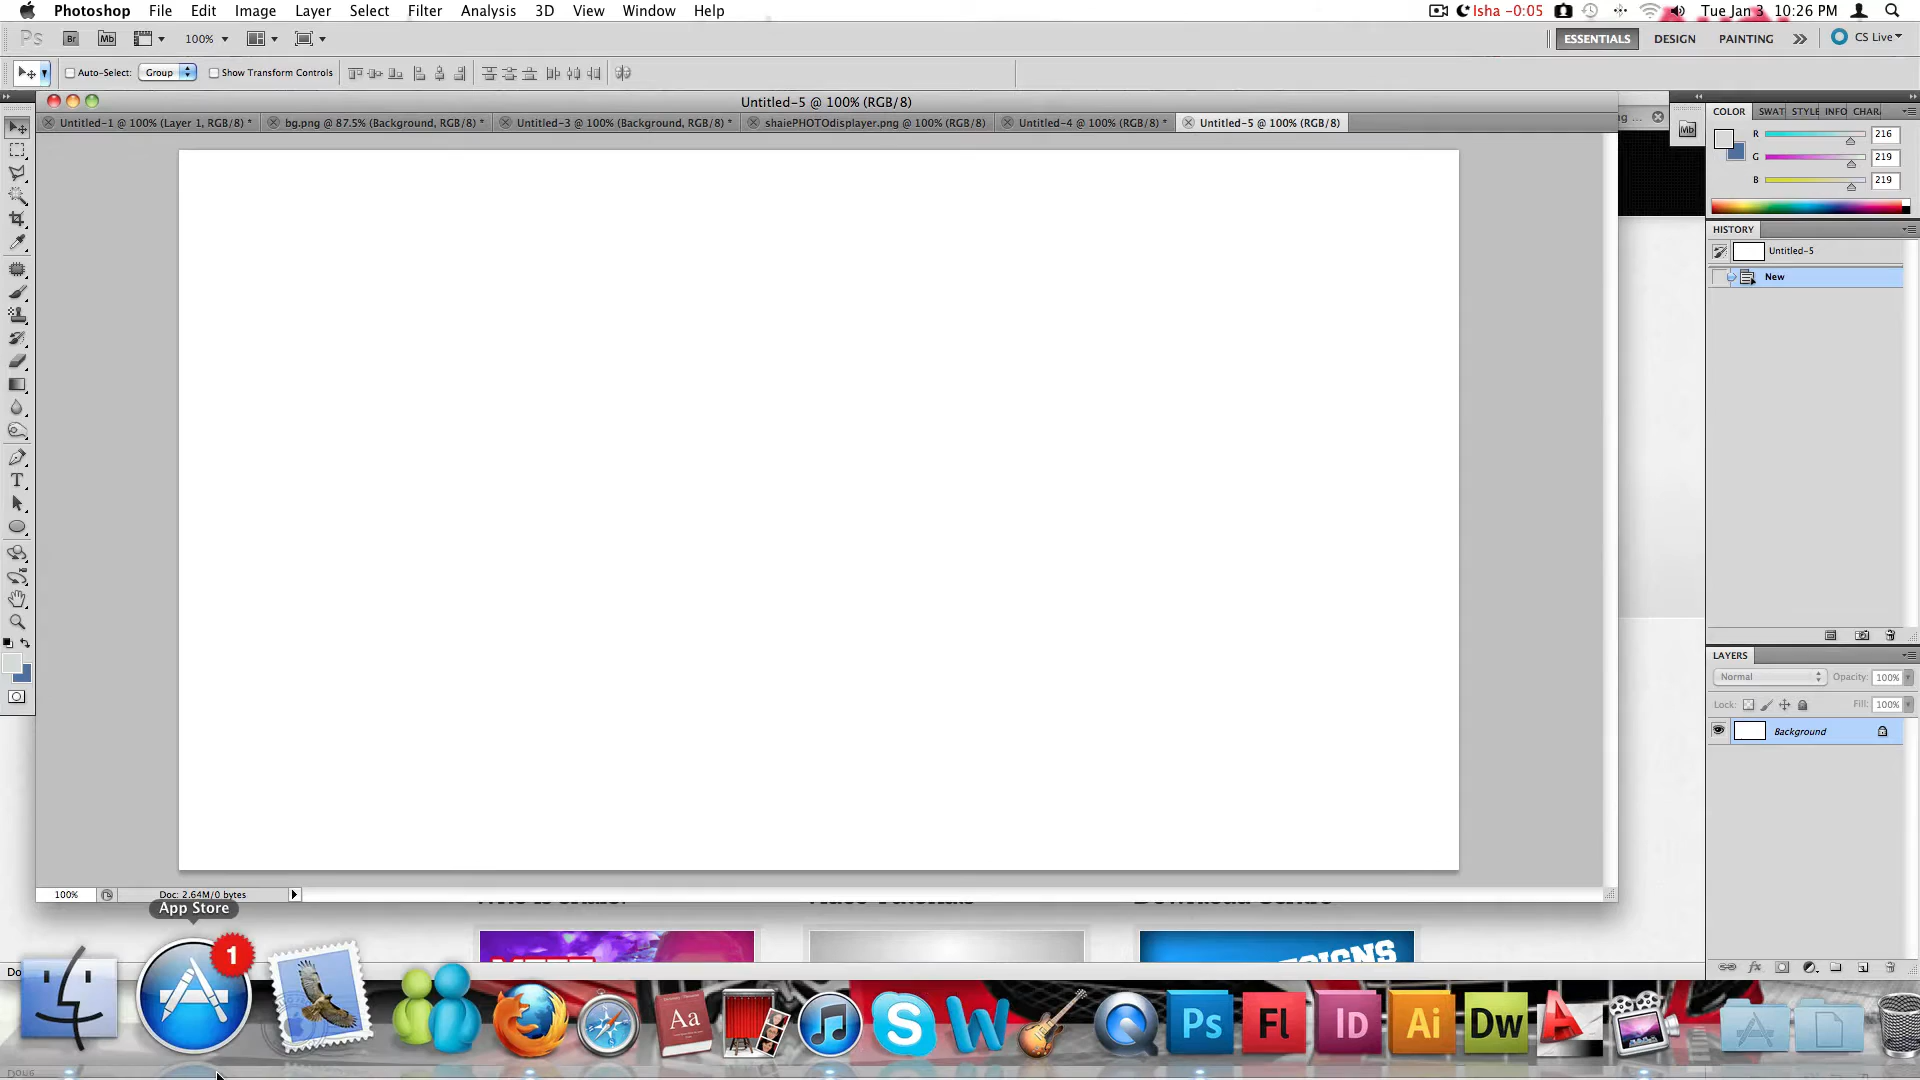 Photoshop File Edit Image Layer Select Filter Analysis 3D View Window Help Isha -0:05 Tue Jan 3 10:26 PM
Ps Br Mb 100% ESSENTIALS DESIGN PAINTING CS Live
Auto-Select: Group Show Transform Controls
Untitled-5 @ 100% (RGB/8)
Untitled-1 @ 100% (Layer 1, RGB/8) * bg.png @ 87.5% (Background, RGB/8) * Untitled-3 @ 100% (Background, RGB/8) * shaiePHOTOdisplayer.png @ 100% (RGB/8) Untitled-4 @ 100% (RGB/8) * Untitled-5 @ 100% (RGB/8)
Mb
COLOR SWAT STYLE INFO CHAR
R 216
G 219
B 219
HISTORY
Untitled-5
New
LAYERS
Normal Opacity: 100%
Lock: Fill: 100%
Background
T
100% Doc: 2.64M/0 bytes
App Store
1
Aa
S
W
Ps Fl Id Ai Dw